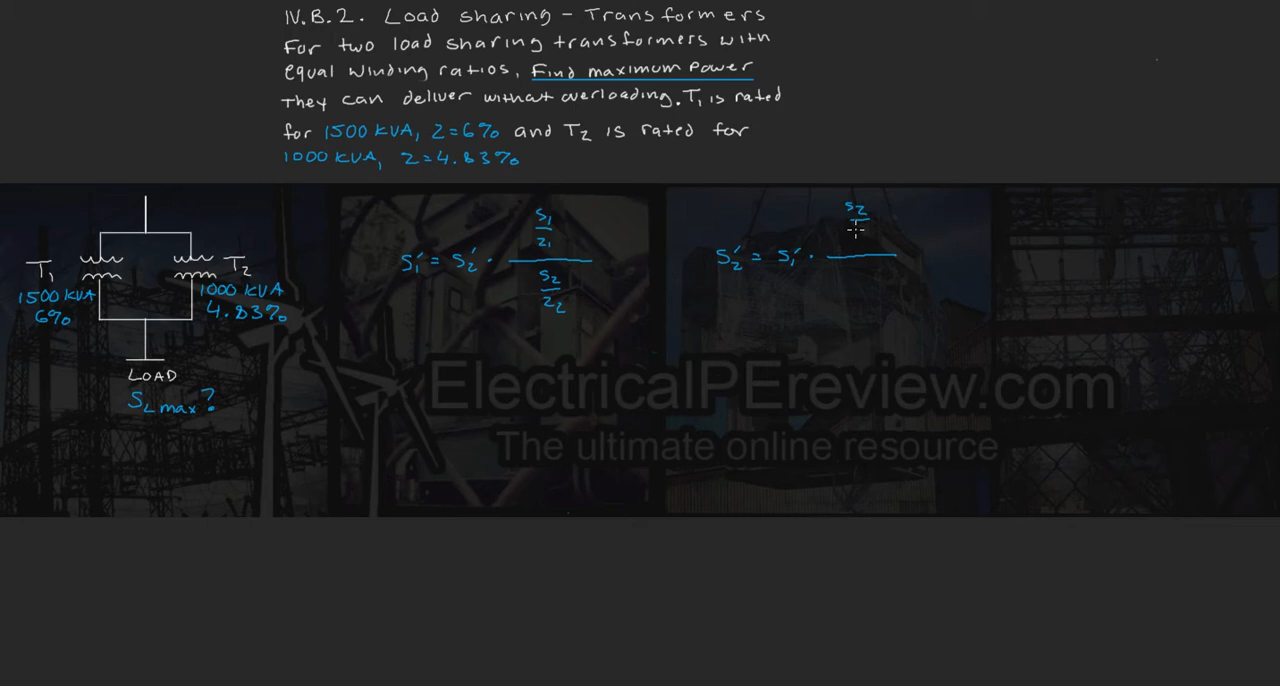 IV.B.2. Load sharing - Transformers
For two load sharing transformers with
equal winding ratios, Find maximum Power
They can deliver without overloading. T1 is rated
for 1500 KVA, Z=6% and T2 is rated for
1000 KVA, Z=4.83%
T1
1500 KVA
6%
T2
1000 KVA
4.83%
LOAD
SL max ?
S1' = S2' · S1/Z1 / S2/Z2
S2' = S1' · S2
ElectricalPEreview.com
The ultimate online resource